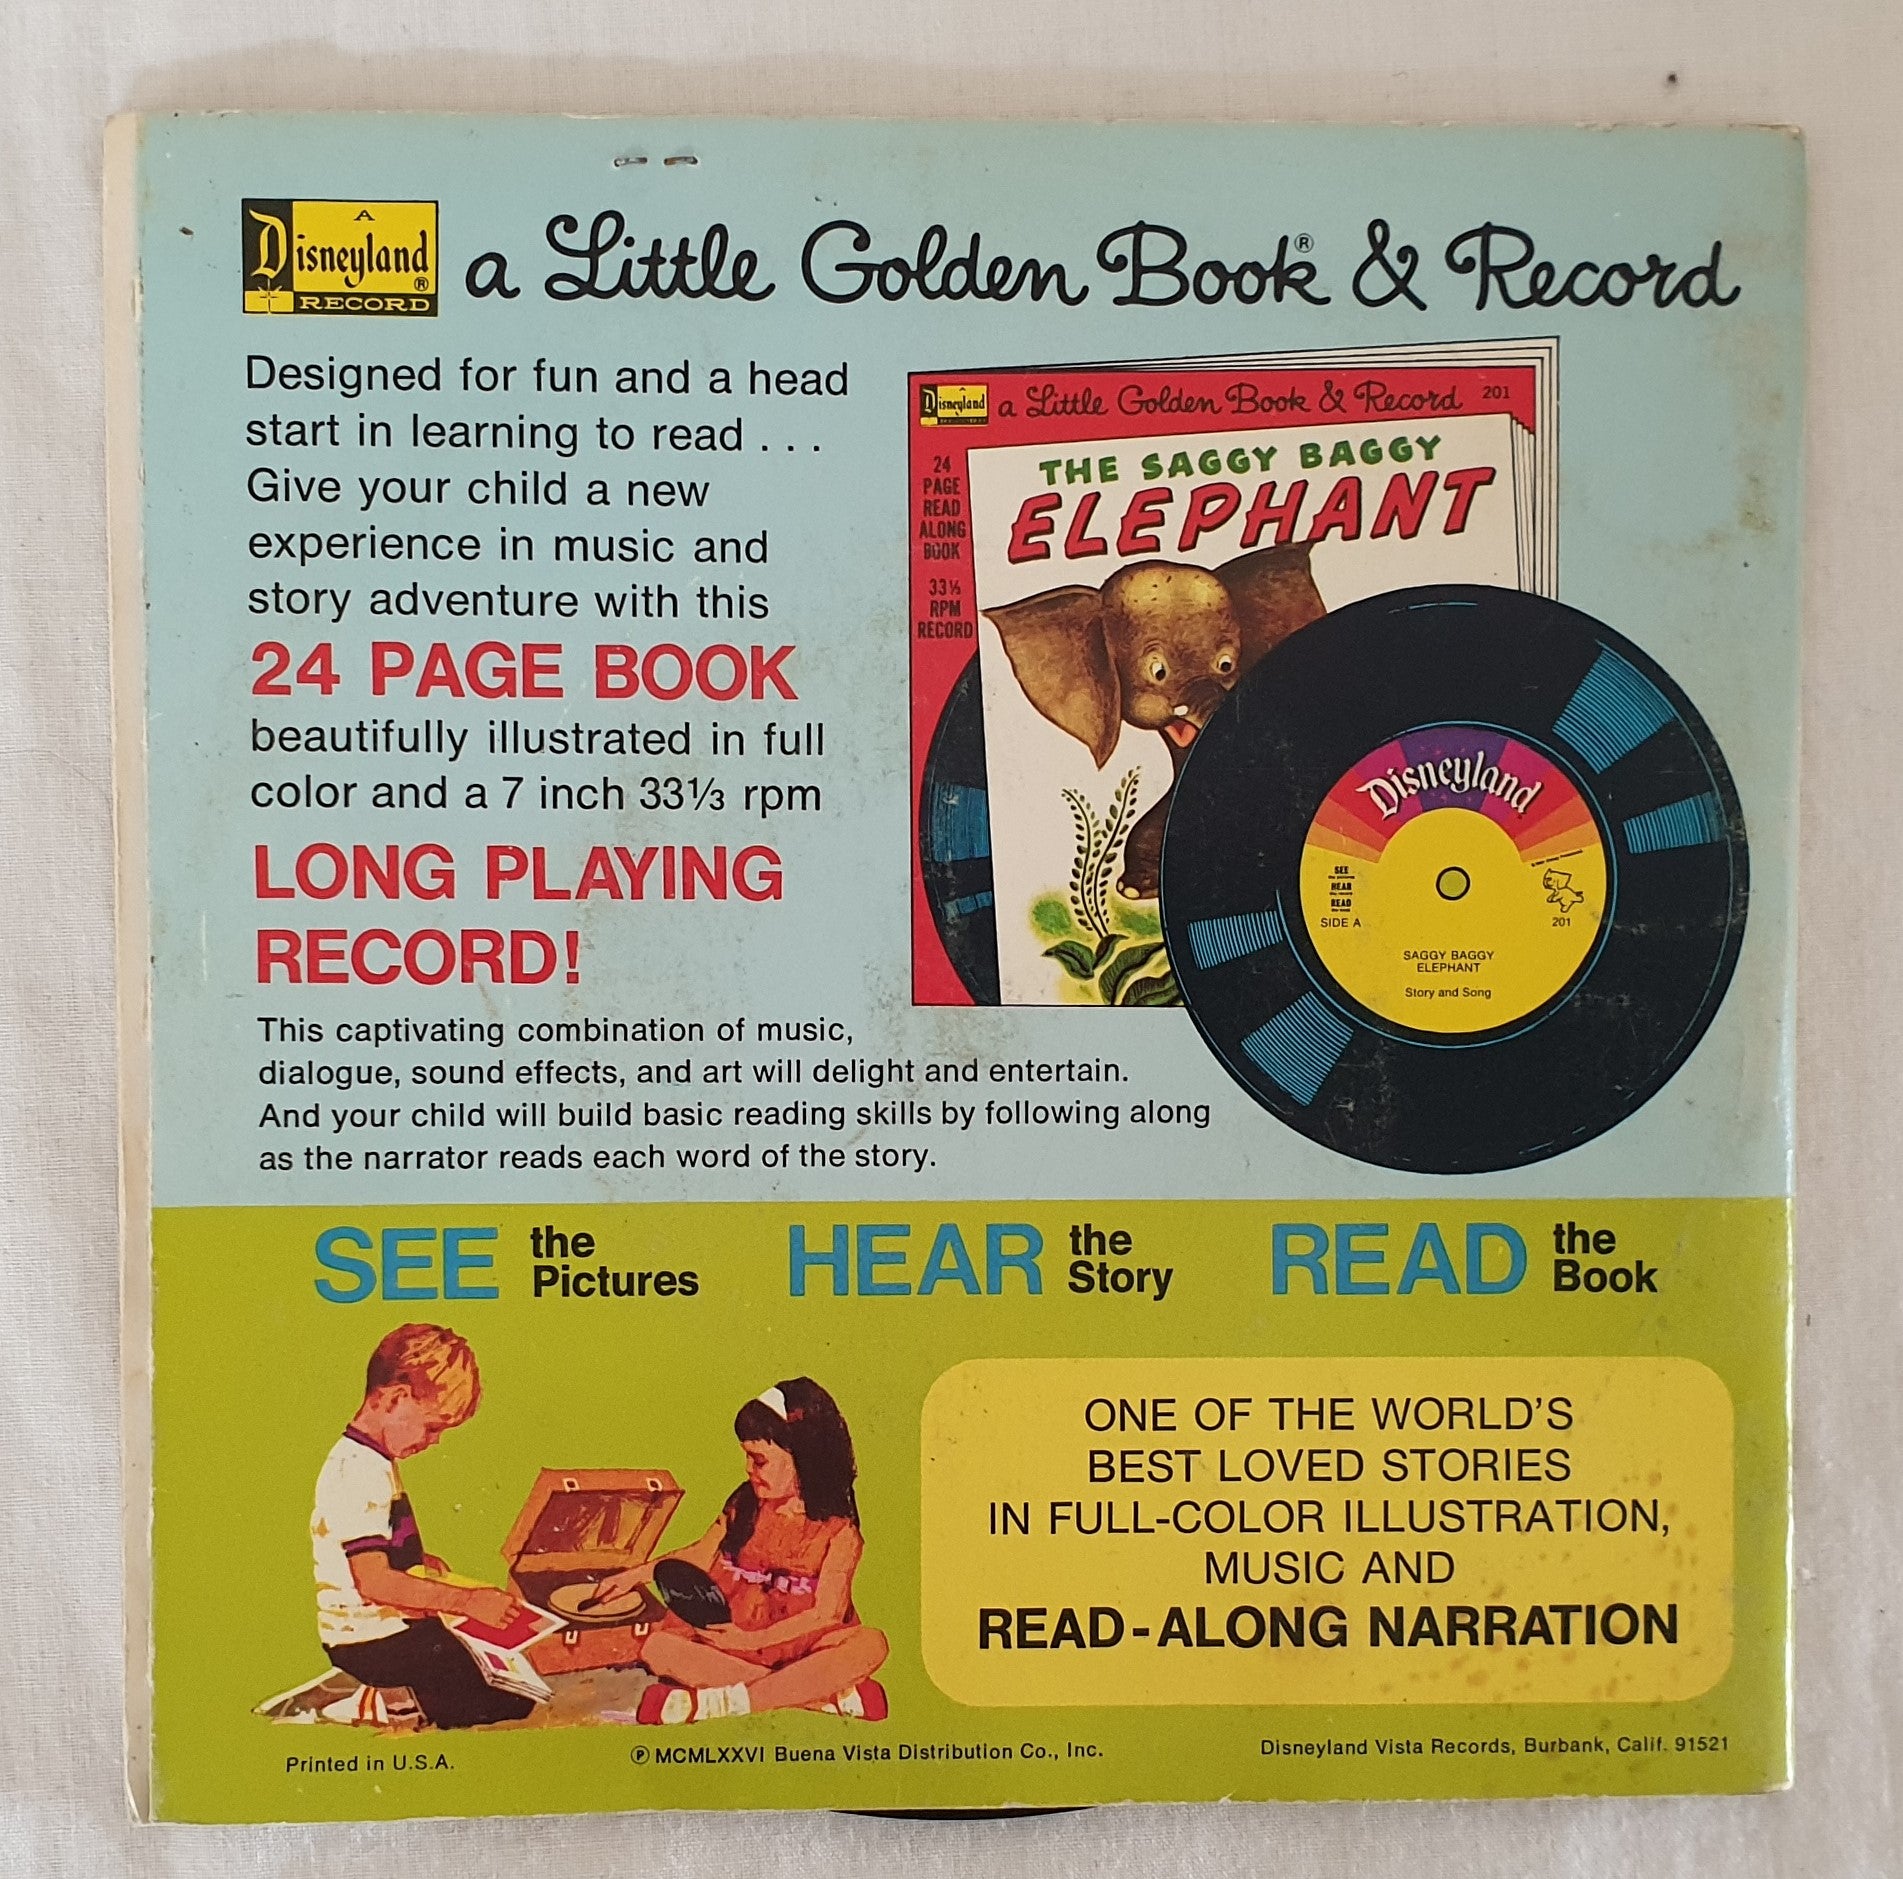 A
Disneyland®
RECORD
a Little Golden Book® & Record
Designed for fun and a head
start in learning to read . . .
Give your child a new
experience in music and
story adventure with this
24 PAGE BOOK
beautifully illustrated in full
color and a 7 inch 33⅓ rpm
LONG PLAYING
RECORD!
This captivating combination of music,
dialogue, sound effects, and art will delight and entertain.
And your child will build basic reading skills by following along
as the narrator reads each word of the story.
Disneyland
a Little Golden Book & Record 201
24
PAGE
READ
ALONG
BOOK
33⅓
RPM
RECORD
THE SAGGY BAGGY
ELEPHANT
Disneyland
SEE
HEAR
READ
SIDE A
201
SAGGY BAGGY
ELEPHANT
Story and Song
SEE the Pictures
HEAR the Story
READ the Book
ONE OF THE WORLD'S
BEST LOVED STORIES
IN FULL-COLOR ILLUSTRATION,
MUSIC AND
READ-ALONG NARRATION
Printed in U.S.A.
℗ MCMLXXVI Buena Vista Distribution Co., Inc.
Disneyland Vista Records, Burbank, Calif. 91521